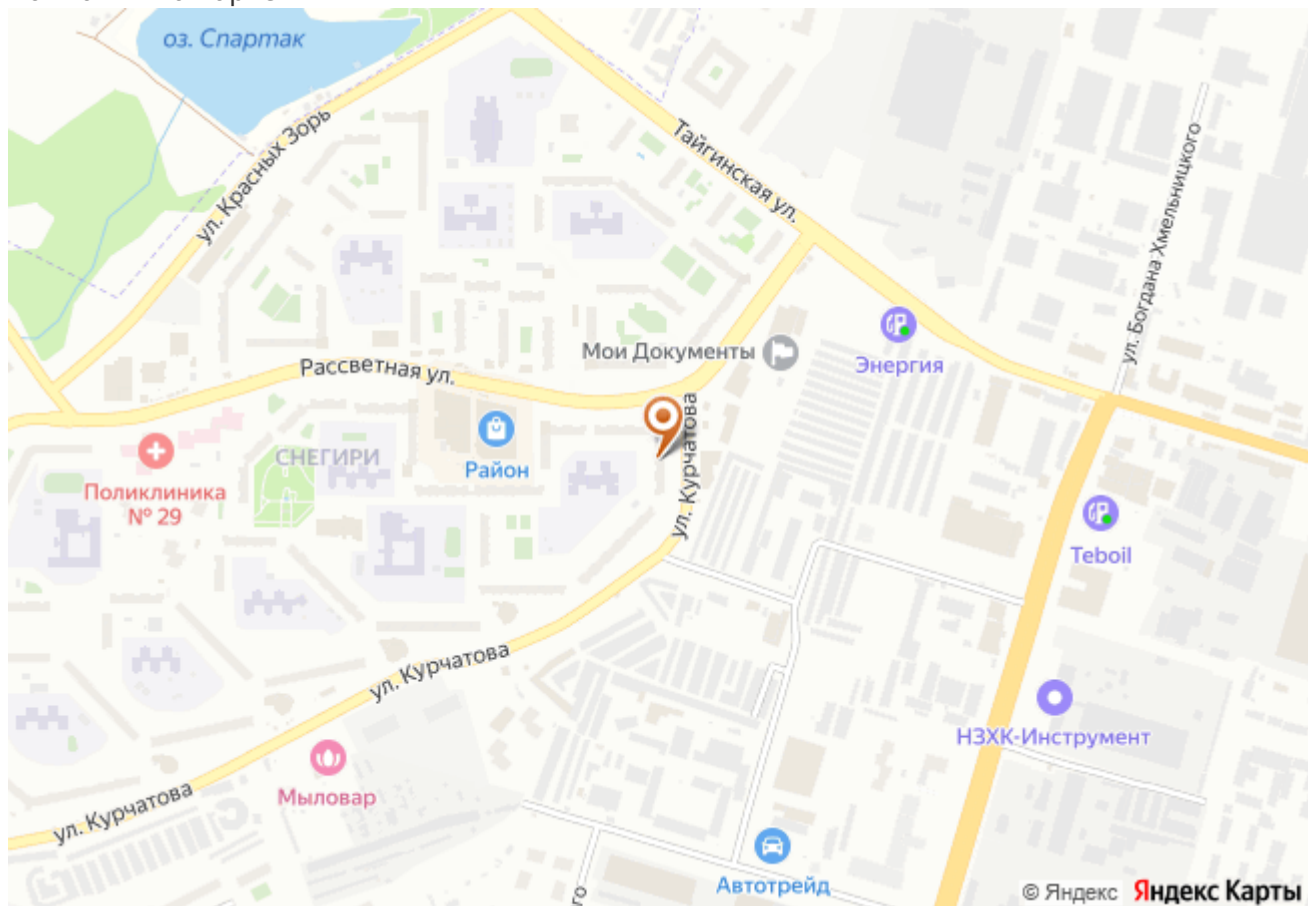 оз. Спартак
ул. Красных Зорь
Тайгинская ул.
ул. Богдана Хмельницкого
Мои Документы
Энергия
Рассветная ул.
Район
СНЕГИРИ
Поликлиника
№ 29
ул. Курчатова
Teboil
ул. Курчатова
НЗХК-Инструмент
Мыловар
ул. Курчатова
Автотрейд
© Яндекс Яндекс Карты